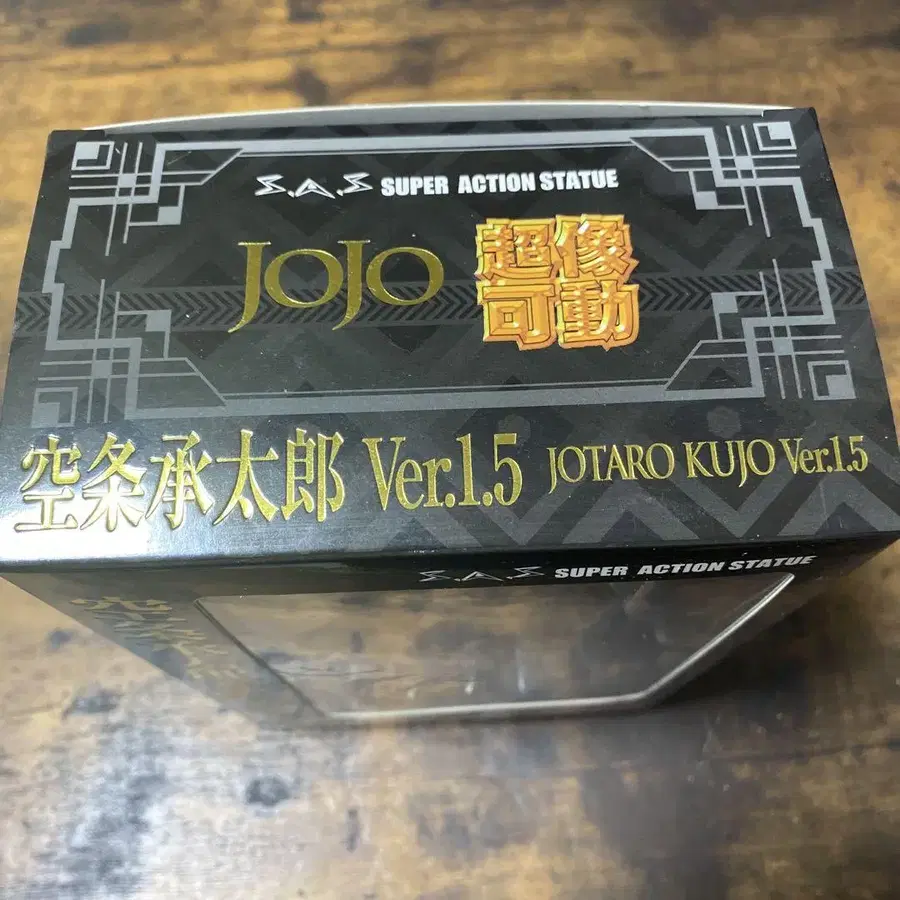 S.A.S SUPER ACTION STATUE
JOJO
超像
可動
空条承太郎 Ver.1.5 JOTARO KUJO Ver.1.5
S.A.S SUPER ACTION STATUE